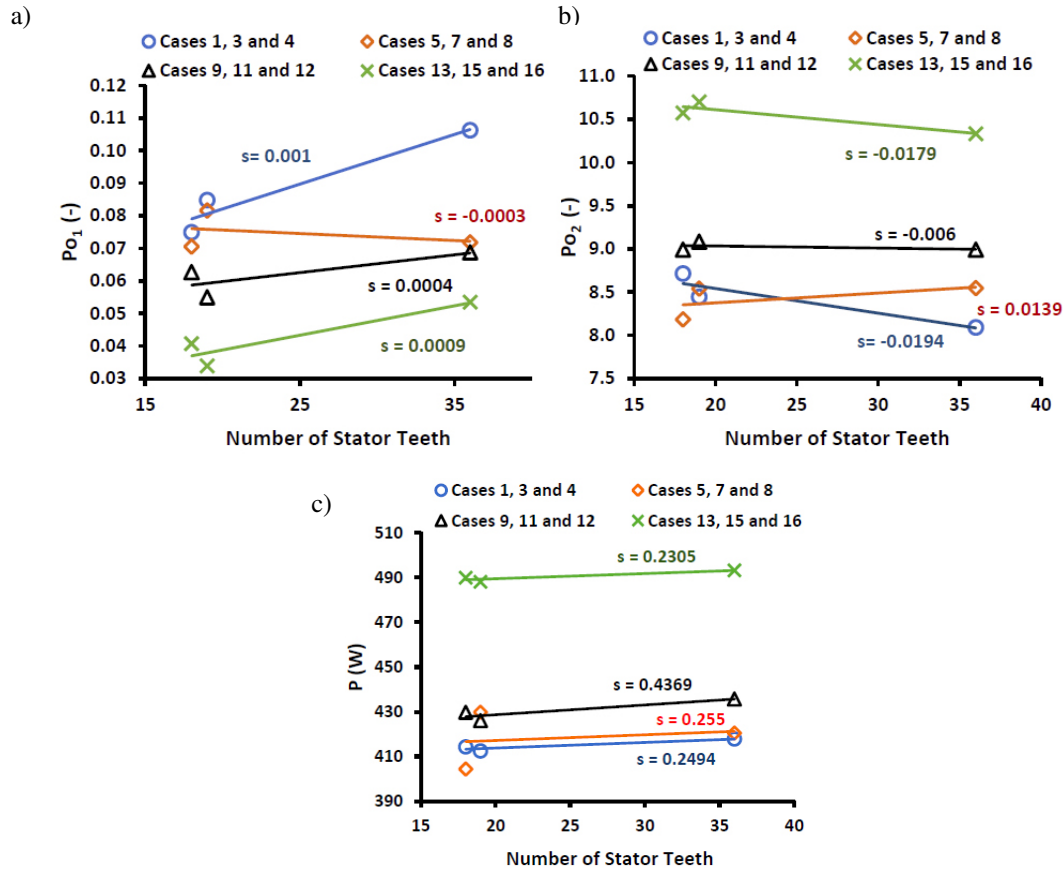 a)
Cases 1, 3 and 4 Cases 5, 7 and 8
Cases 9, 11 and 12 Cases 13, 15 and 16
0.12
0.11
0.10
0.09
0.08
0.07
0.06
0.05
0.04
0.03
Po1 (-)
s= 0.001
s = -0.0003
s = 0.0004
s = 0.0009
15 25 35
Number of Stator Teeth
b)
Cases 1, 3 and 4 Cases 5, 7 and 8
Cases 9, 11 and 12 Cases 13, 15 and 16
11.0
10.5
10.0
9.5
9.0
8.5
8.0
7.5
Po2 (-)
s = -0.0179
s = -0.006
s = 0.0139
s= -0.0194
15 20 25 30 35 40
Number of Stator Teeth
c)
Cases 1, 3 and 4 Cases 5, 7 and 8
Cases 9, 11 and 12 Cases 13, 15 and 16
510
490
470
450
430
410
390
P (W)
s = 0.2305
s = 0.4369
s = 0.255
s = 0.2494
15 20 25 30 35 40
Number of Stator Teeth